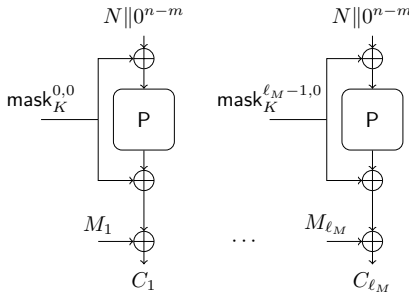 N∥0^{n−m} N∥0^{n−m}
mask_K^{0,0} P mask_K^{ℓ_M−1,0} P
M_1 ... M_{ℓ_M}
C_1 C_{ℓ_M}